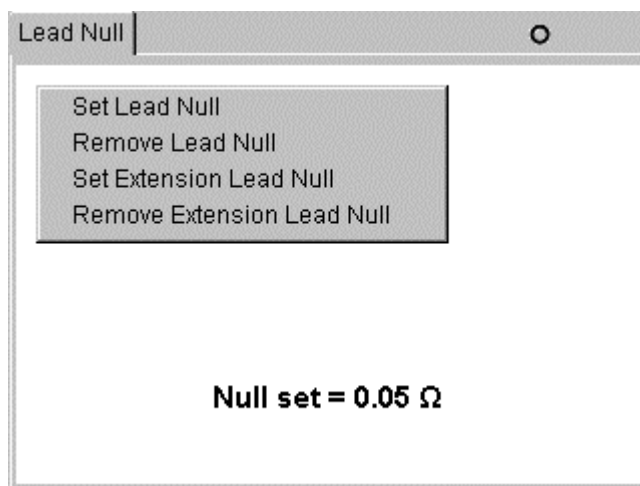 Lead Null
Set Lead Null
Remove Lead Null
Set Extension Lead Null
Remove Extension Lead Null
Null set = 0.05 Ω